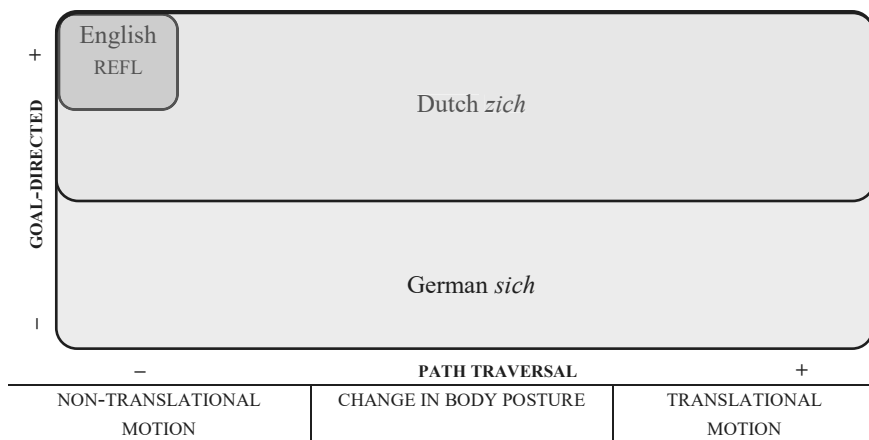 English
REFL
Dutch zich
German sich
+
GOAL-DIRECTED
–
– PATH TRAVERSAL +
NON-TRANSLATIONAL MOTION
CHANGE IN BODY POSTURE
TRANSLATIONAL MOTION